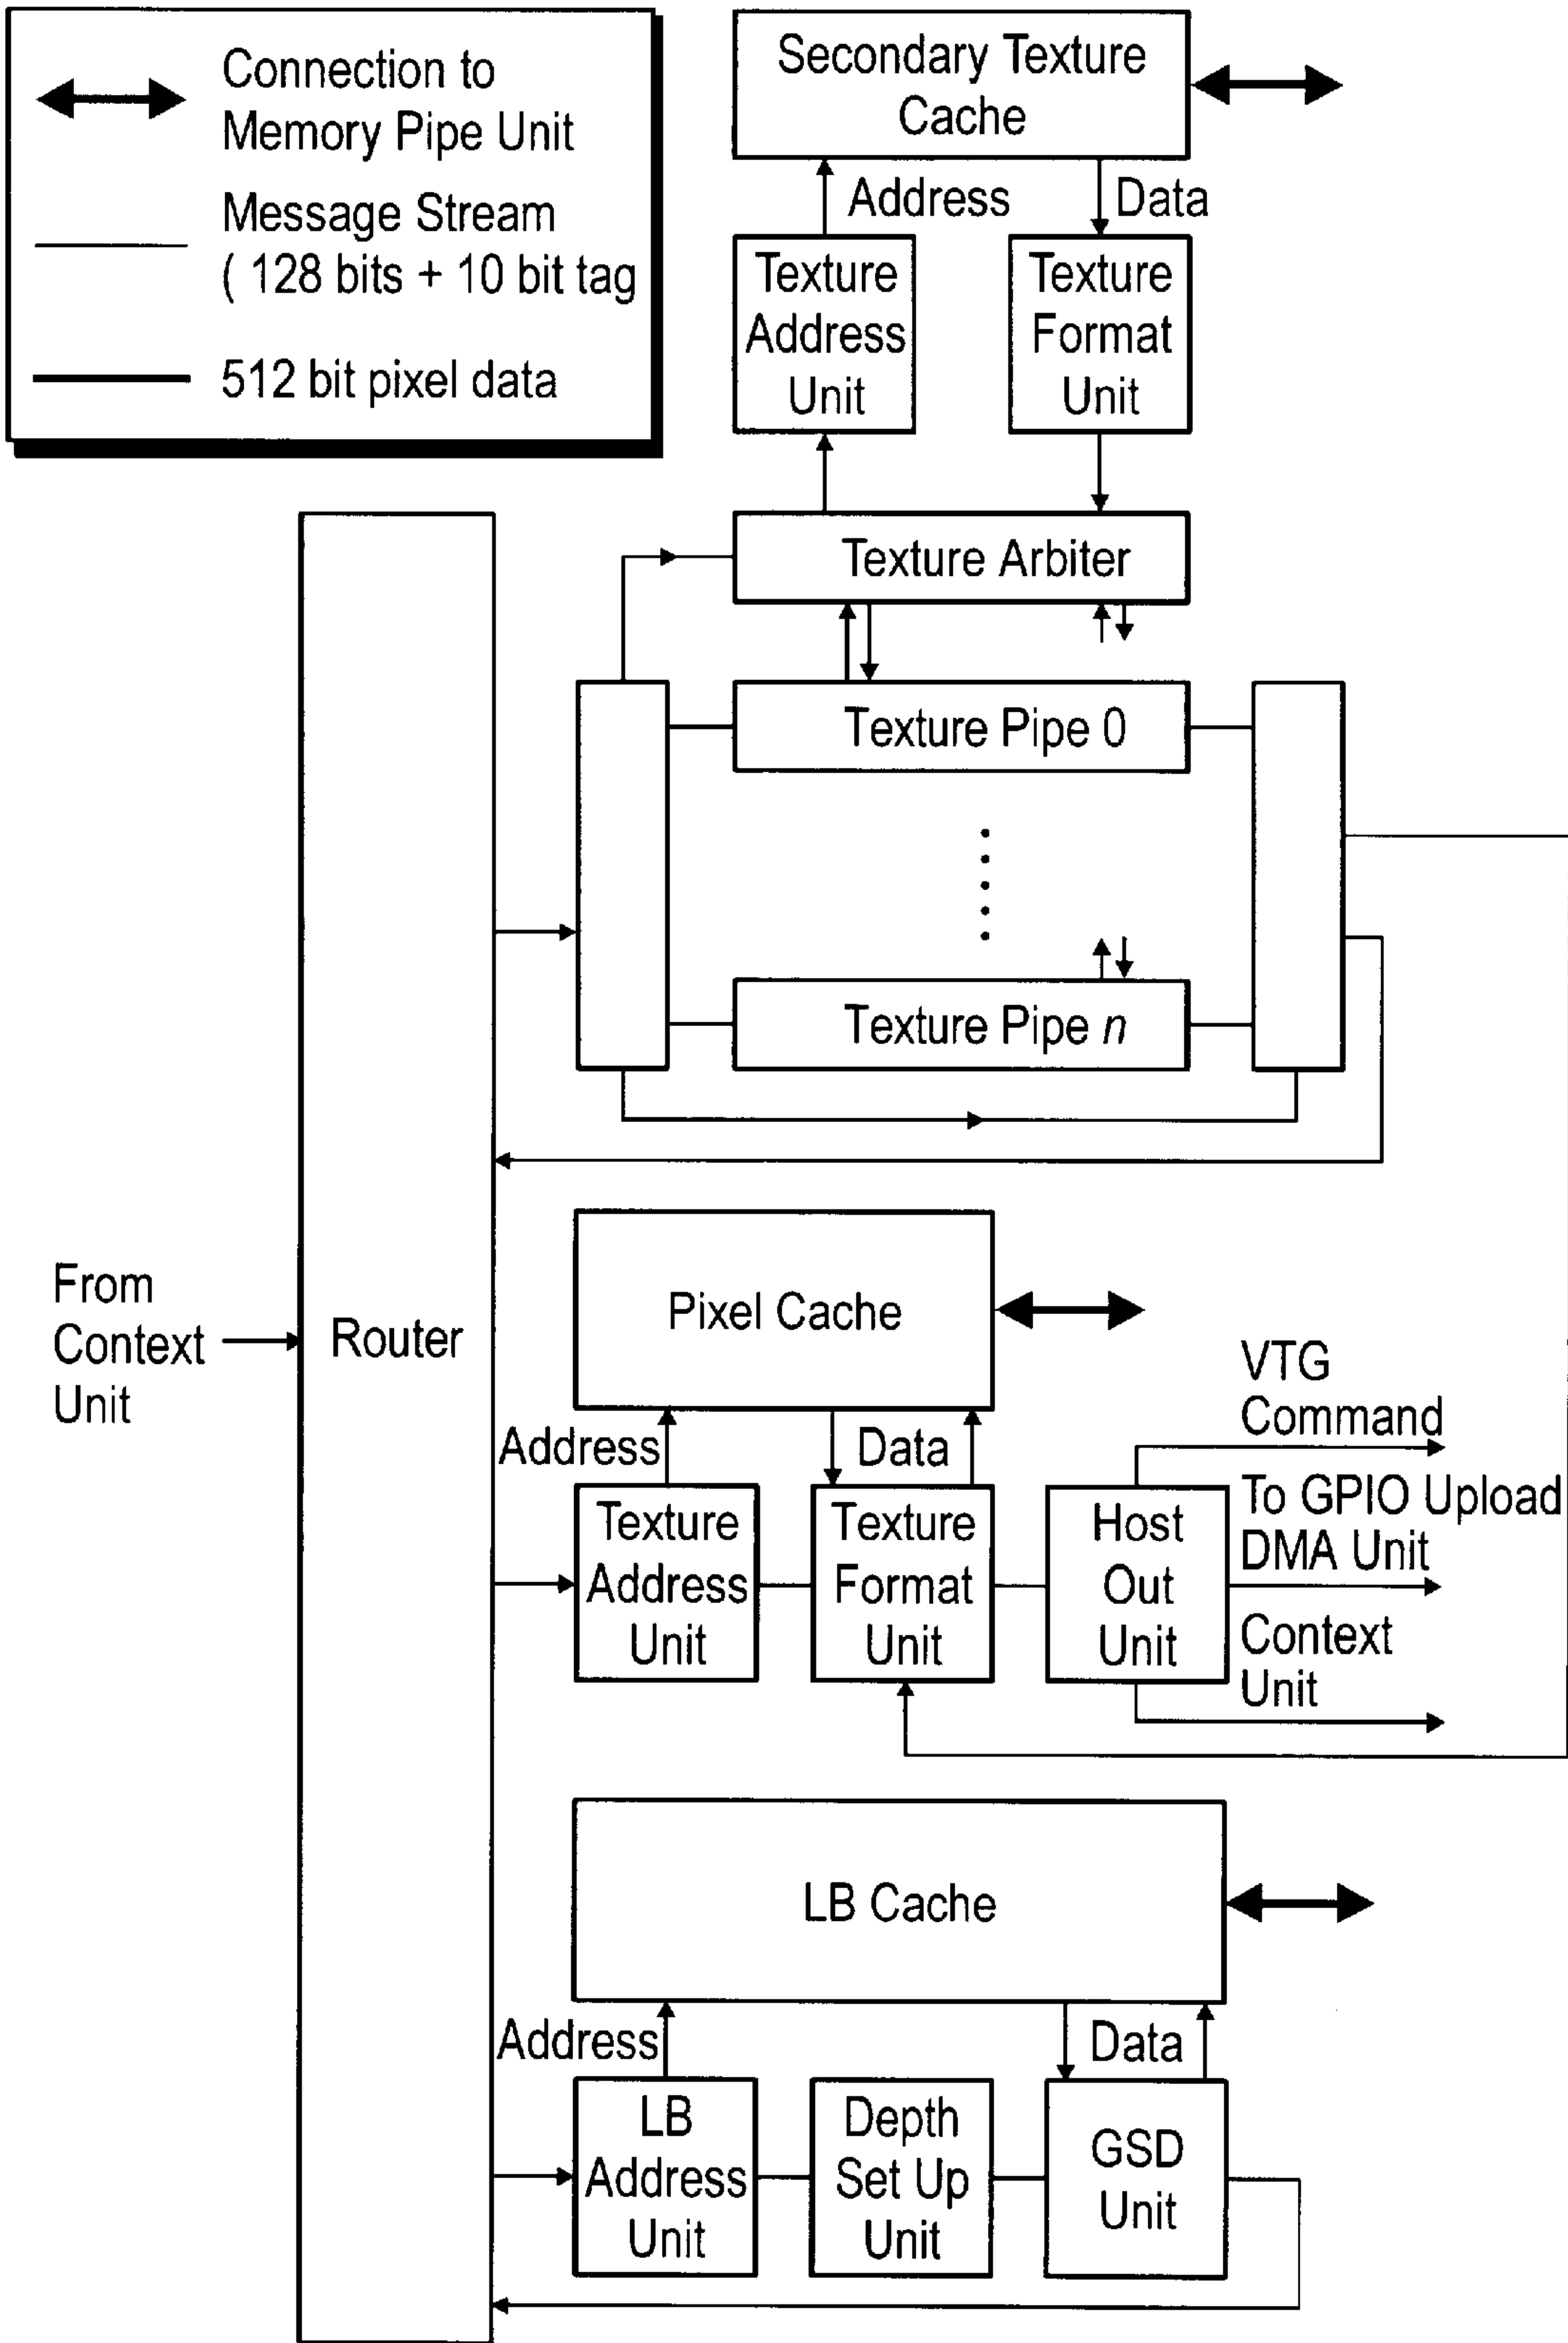 Connection to
Memory Pipe Unit
Message Stream
( 128 bits + 10 bit tag
512 bit pixel data
Secondary Texture
Cache
Address
Data
Texture
Address
Unit
Texture
Format
Unit
Texture Arbiter
Texture Pipe 0
Texture Pipe n
From
Context
Unit
Router
Pixel Cache
Address
Data
Texture
Address
Unit
Texture
Format
Unit
Host
Out
Unit
VTG
Command
To GPIO Upload
DMA Unit
Context
Unit
LB Cache
Address
Data
LB
Address
Unit
Depth
Set Up
Unit
GSD
Unit